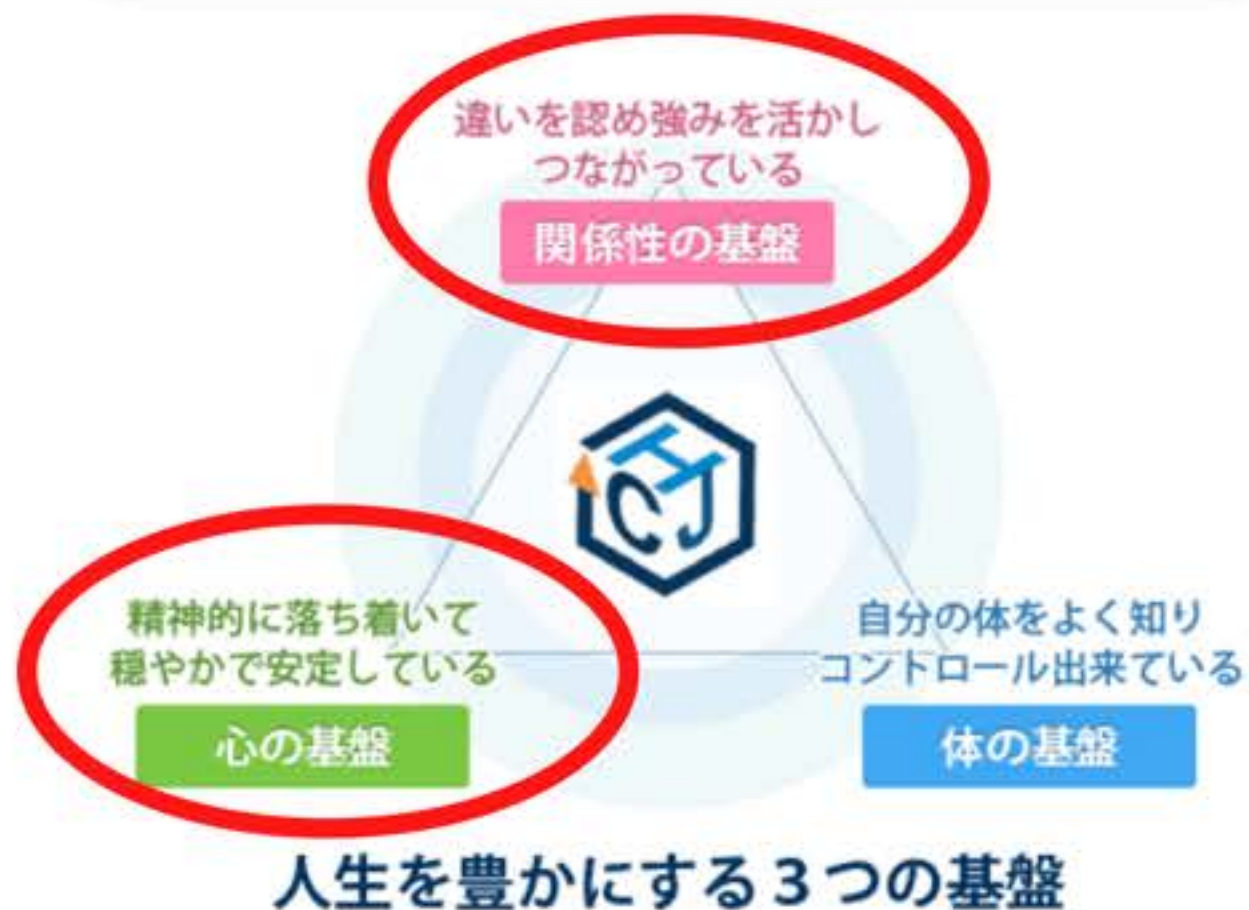 違いを認め強みを活かし
つながっている
関係性の基盤
HCJ
精神的に落ち着いて
穏やかで安定している
心の基盤
自分の体をよく知り
コントロール出来ている
体の基盤
人生を豊かにする3つの基盤